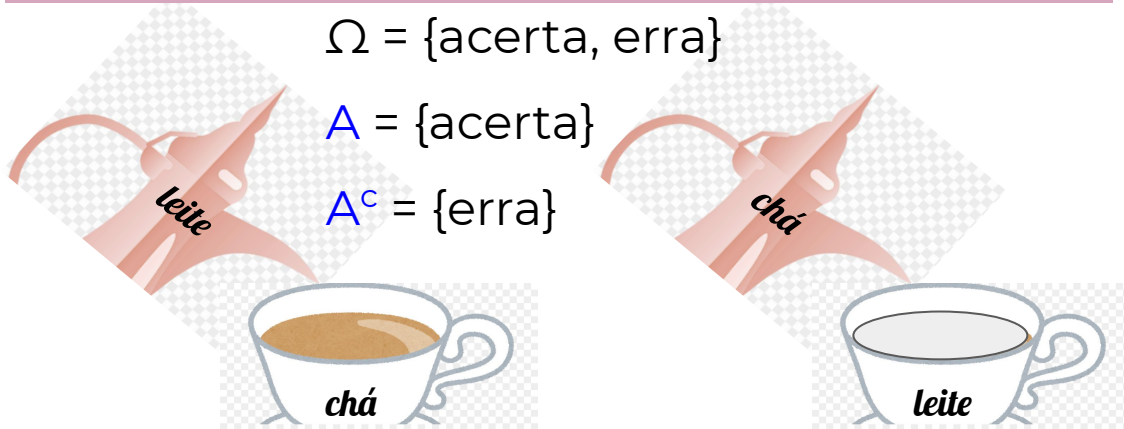 Ω = {acerta, erra}
A = {acerta}
Aᶜ = {erra}
leite
chá
chá
leite